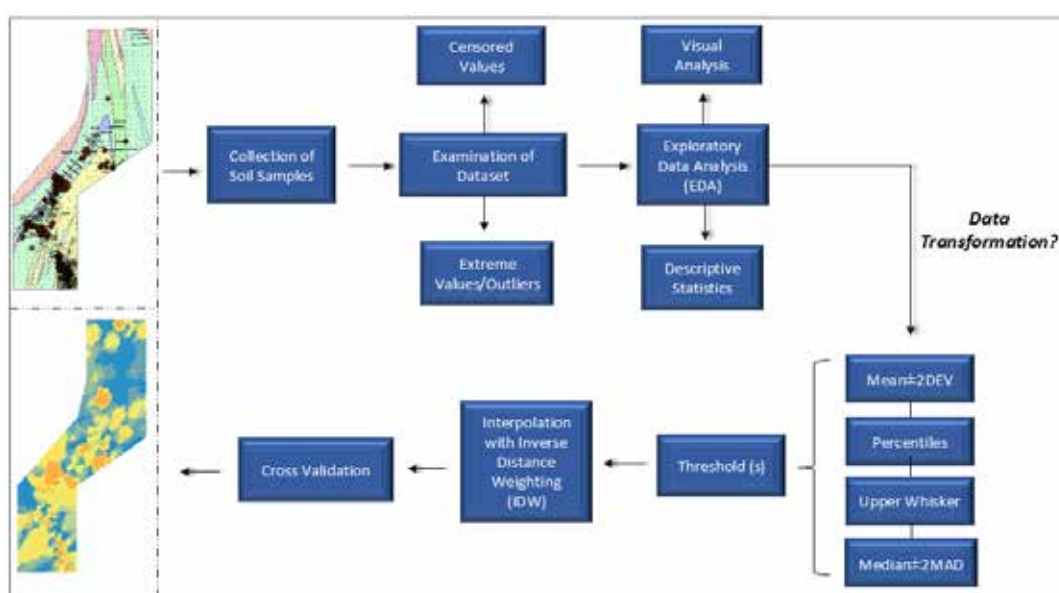 Censored
Values
Visual
Analysis
Collection of
Soil Samples
Examination of
Dataset
Exploratory
Data Analysis
(EDA)
Data
Transformation?
Extreme
Values/Outliers
Descriptive
Statistics
Mean±2DEV
Percentiles
Upper Whisker
Median±2MAD
Threshold (s)
Interpolation
with Inverse
Distance
Weighting
(IDW)
Cross Validation